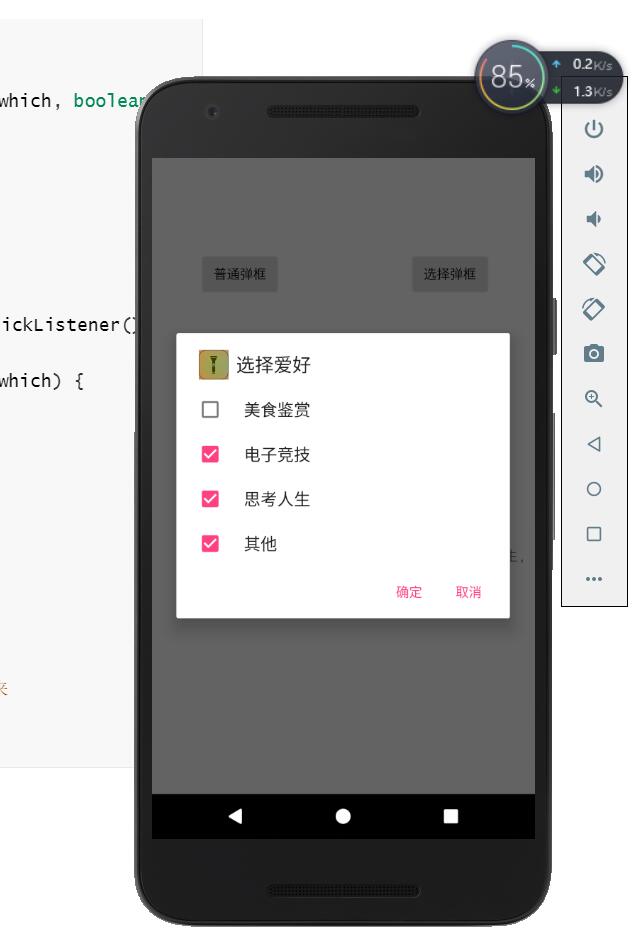 85%
0.2K/s
1.3K/s
which, boolean
普通弹框
选择弹框
ickListener()
which) {
选择爱好
美食鉴赏
电子竞技
思考人生
其他
确定
取消